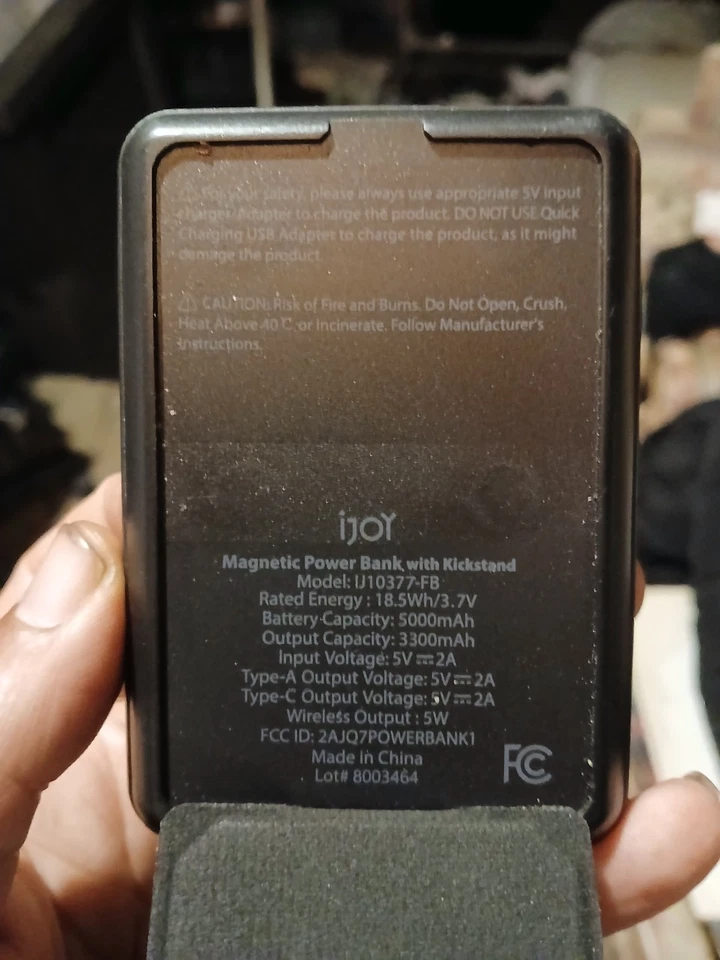 ⚠ For your safety, please always use appropriate 5V input
charger/Adapter to charge the product. DO NOT USE Quick
Charging USB Adapter to charge the product, as it might
damage the product.
⚠ CAUTION: Risk of Fire and Burns. Do Not Open, Crush,
Heat Above 40°C or Incinerate. Follow Manufacturer's
Instructions.
ijoy
Magnetic Power Bank with Kickstand
Model: IJ10377-FB
Rated Energy : 18.5Wh/3.7V
Battery Capacity: 5000mAh
Output Capacity: 3300mAh
Input Voltage: 5V⎓2A
Type-A Output Voltage: 5V⎓2A
Type-C Output Voltage: 5V⎓2A
Wireless Output : 5W
FCC ID: 2AJQ7POWERBANK1
Made in China
Lot# 8003464
FC